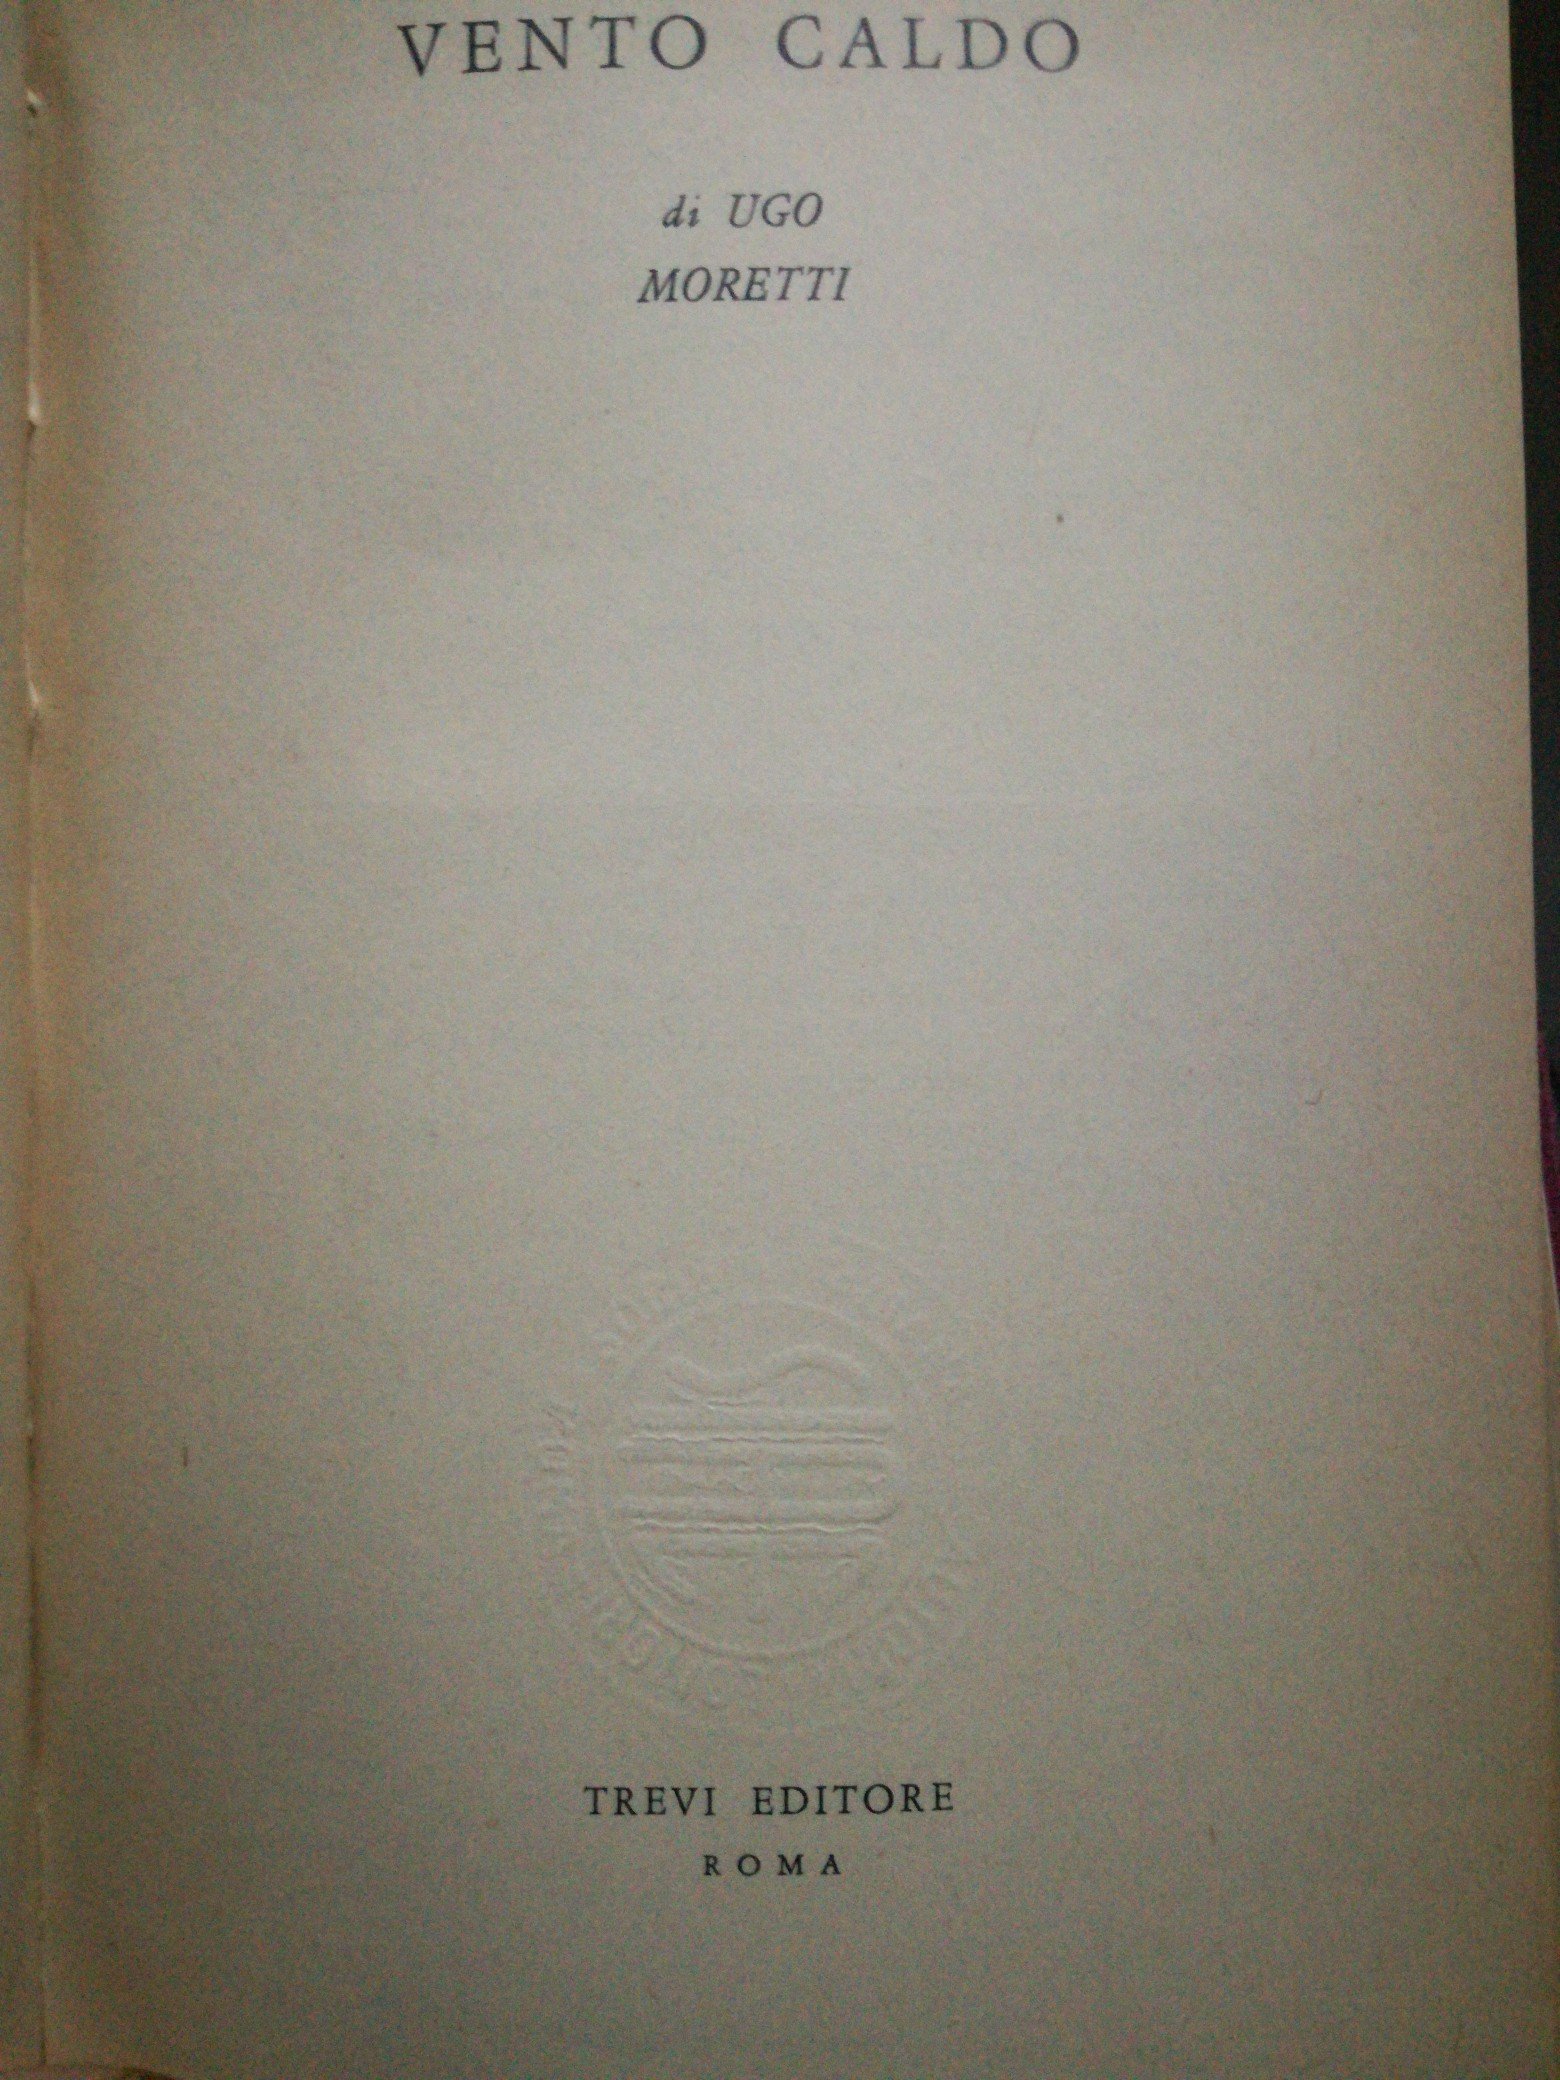 VENTO CALDO
di UGO
MORETTI
TREVI EDITORE
ROMA